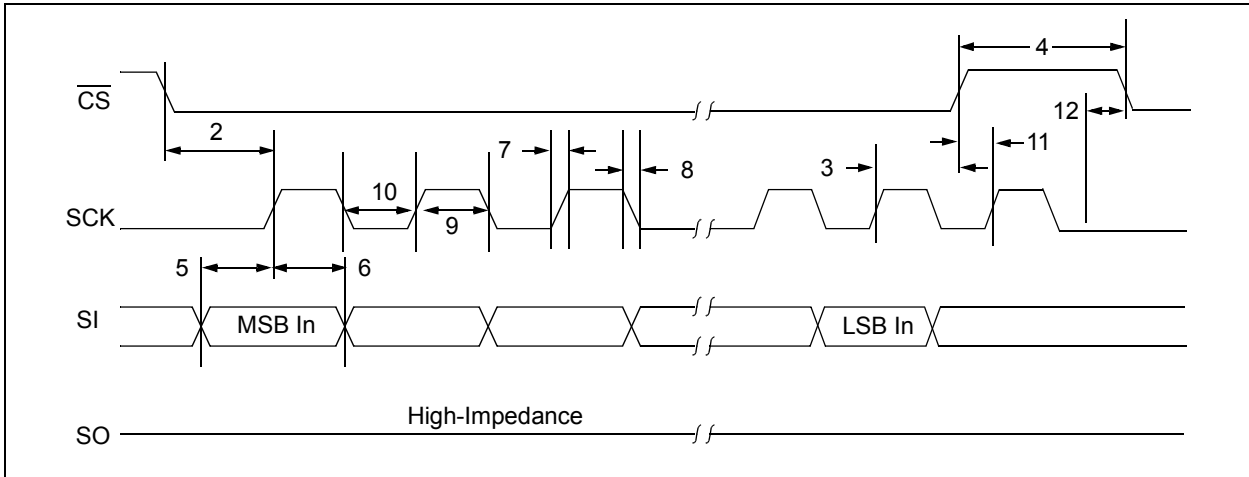 4
CS
12
2
7
11
3
8
10
SCK
9
5
6
SI
MSB In
LSB In
High-Impedance
SO